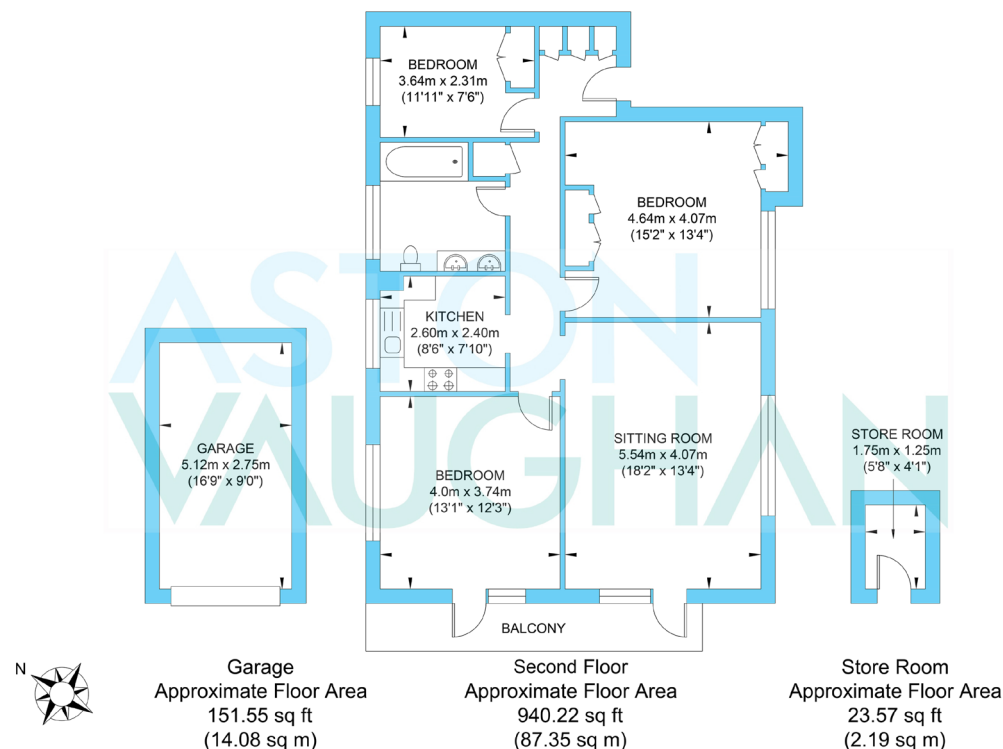 BEDROOM
3.64m x 2.31m
(11'11" x 7'6")
BEDROOM
4.64m x 4.07m
(15'2" x 13'4")
ASTON
VAUGHAN
KITCHEN
2.60m x 2.40m
(8'6" x 7'10")
GARAGE
5.12m x 2.75m
(16'9" x 9'0")
BEDROOM
4.0m x 3.74m
(13'1" x 12'3")
SITTING ROOM
5.54m x 4.07m
(18'2" x 13'4")
STORE ROOM
1.75m x 1.25m
(5'8" x 4'1")
BALCONY
N
Garage
Approximate Floor Area
151.55 sq ft
(14.08 sq m)
Second Floor
Approximate Floor Area
940.22 sq ft
(87.35 sq m)
Store Room
Approximate Floor Area
23.57 sq ft
(2.19 sq m)